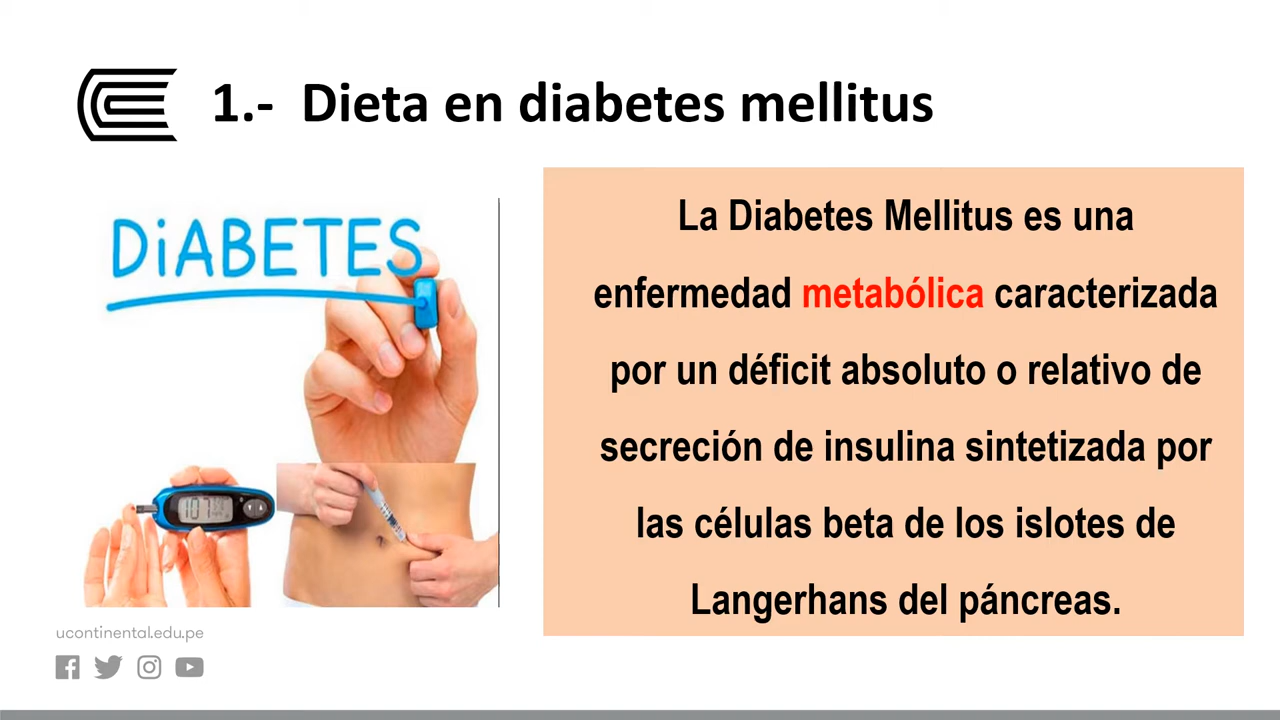 1.- Dieta en diabetes mellitus
DiABETES
107
La Diabetes Mellitus es una
enfermedad metabólica caracterizada
por un déficit absoluto o relativo de
secreción de insulina sintetizada por
las células beta de los islotes de
Langerhans del páncreas.
ucontinental.edu.pe